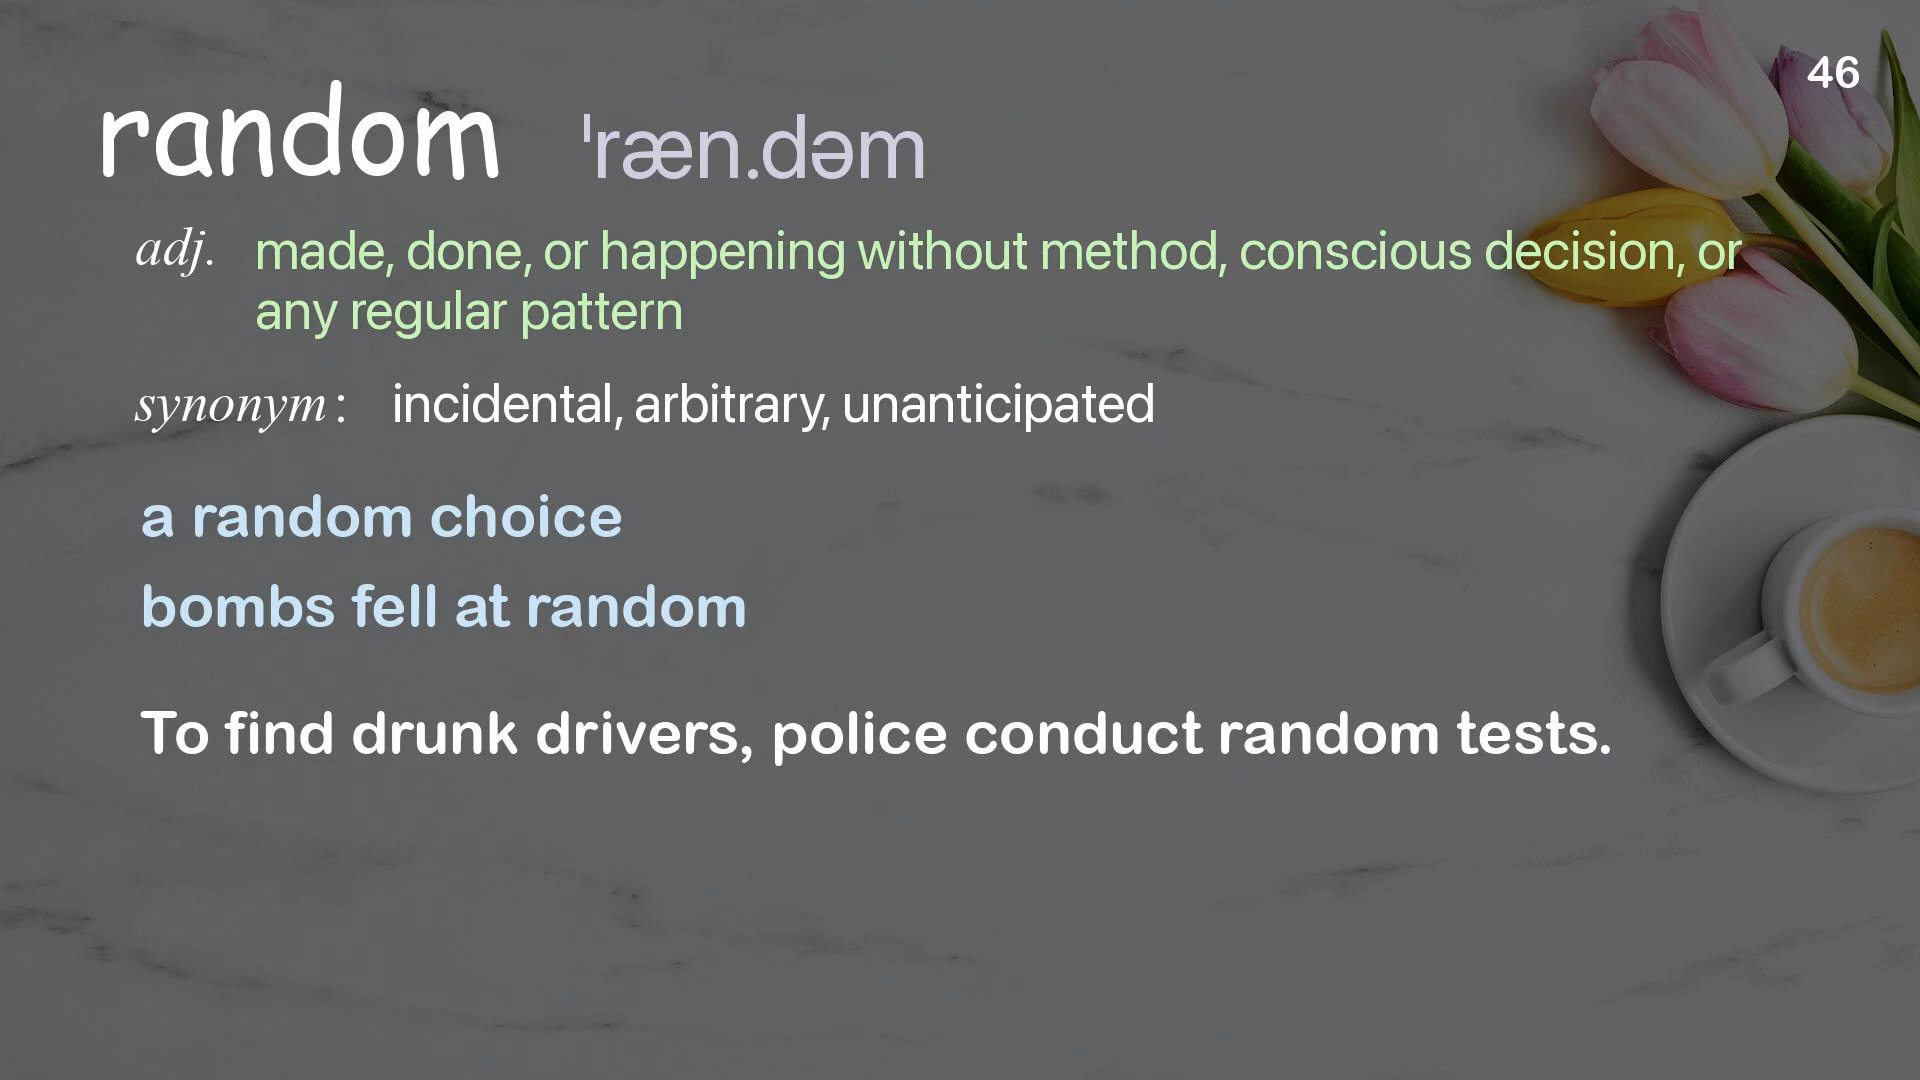 46
random ˈræn.dəm
adj. made, done, or happening without method, conscious decision, or
any regular pattern
synonym: incidental, arbitrary, unanticipated
a random choice
bombs fell at random
To find drunk drivers, police conduct random tests.